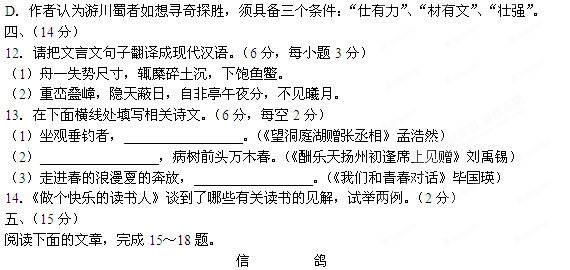 D. 作者认为游川蜀者如想寻奇探胜，须具备三个条件：“仕有力”、“材有文”、“壮强”。
四、（14 分）
12．请把文言文句子翻译成现代汉语。（6 分，每小题 3 分）
（1）舟一失势尺寸，辄糜碎土沉，下饱鱼鳖。
（2）重峦叠嶂，隐天蔽日，自非亭午夜分，不见曦月。
13．在下面横线处填写相关诗文。（6 分，每空 2 分）
（1）坐观垂钓者，________________。（《望洞庭湖赠张丞相》孟浩然）
（2）________________，病树前头万木春。（《酬乐天扬州初逢席上见赠》刘禹锡）
（3）走进春的浪漫夏的奔放，________________。（《我们和青春对话》毕国瑛）
14．《做个快乐的读书人》谈到了哪些有关读书的见解，试举两例。（2 分）
五、（15 分）
阅读下面的文章，完成 15～18 题。
信 鸽